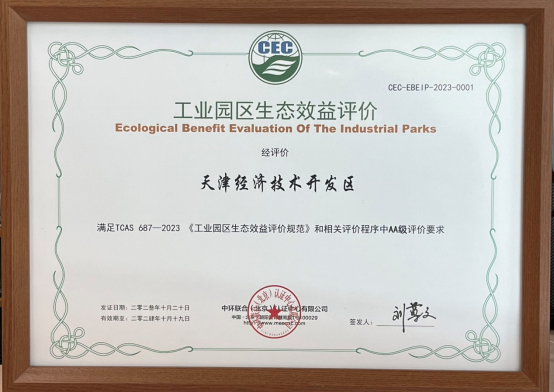 CEC
CEC-EBEIP-2023-0001
工业园区生态效益评价
Ecological Benefit Evaluation Of The Industrial Parks
经评价
天津经济技术开发区
满足TCAS 687—2023 《工业园区生态效益评价规范》和相关评价程序中AA级评价要求
发证日期：二零二叁年十月二十日
有效期至：二零二肆年十月十九日
中环联合（北京）认证中心有限公司
签发人：